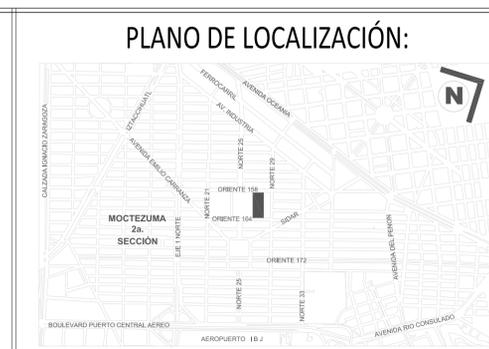 PLANO DE LOCALIZACIÓN:
FERROCARRIL
AVENIDA OCEANIA
N
CALZADA IGNACIO ZARAGOZA
IZTACCIHUATL
AV. INDUSTRIA
AVENIDA EMILIO CARRANZA
NORTE 25
NORTE 29
ORIENTE 158
NORTE 21
ORIENTE 164
SIDAR
MOCTEZUMA
2a.
SECCIÓN
EJE 1 NORTE
AVENIDA DEL PEÑON
ORIENTE 172
NORTE 25
NORTE 33
BOULEVARD PUERTO CENTRAL AEREO
AVENIDA RIO CONSULADO
AEROPUERTO I B J